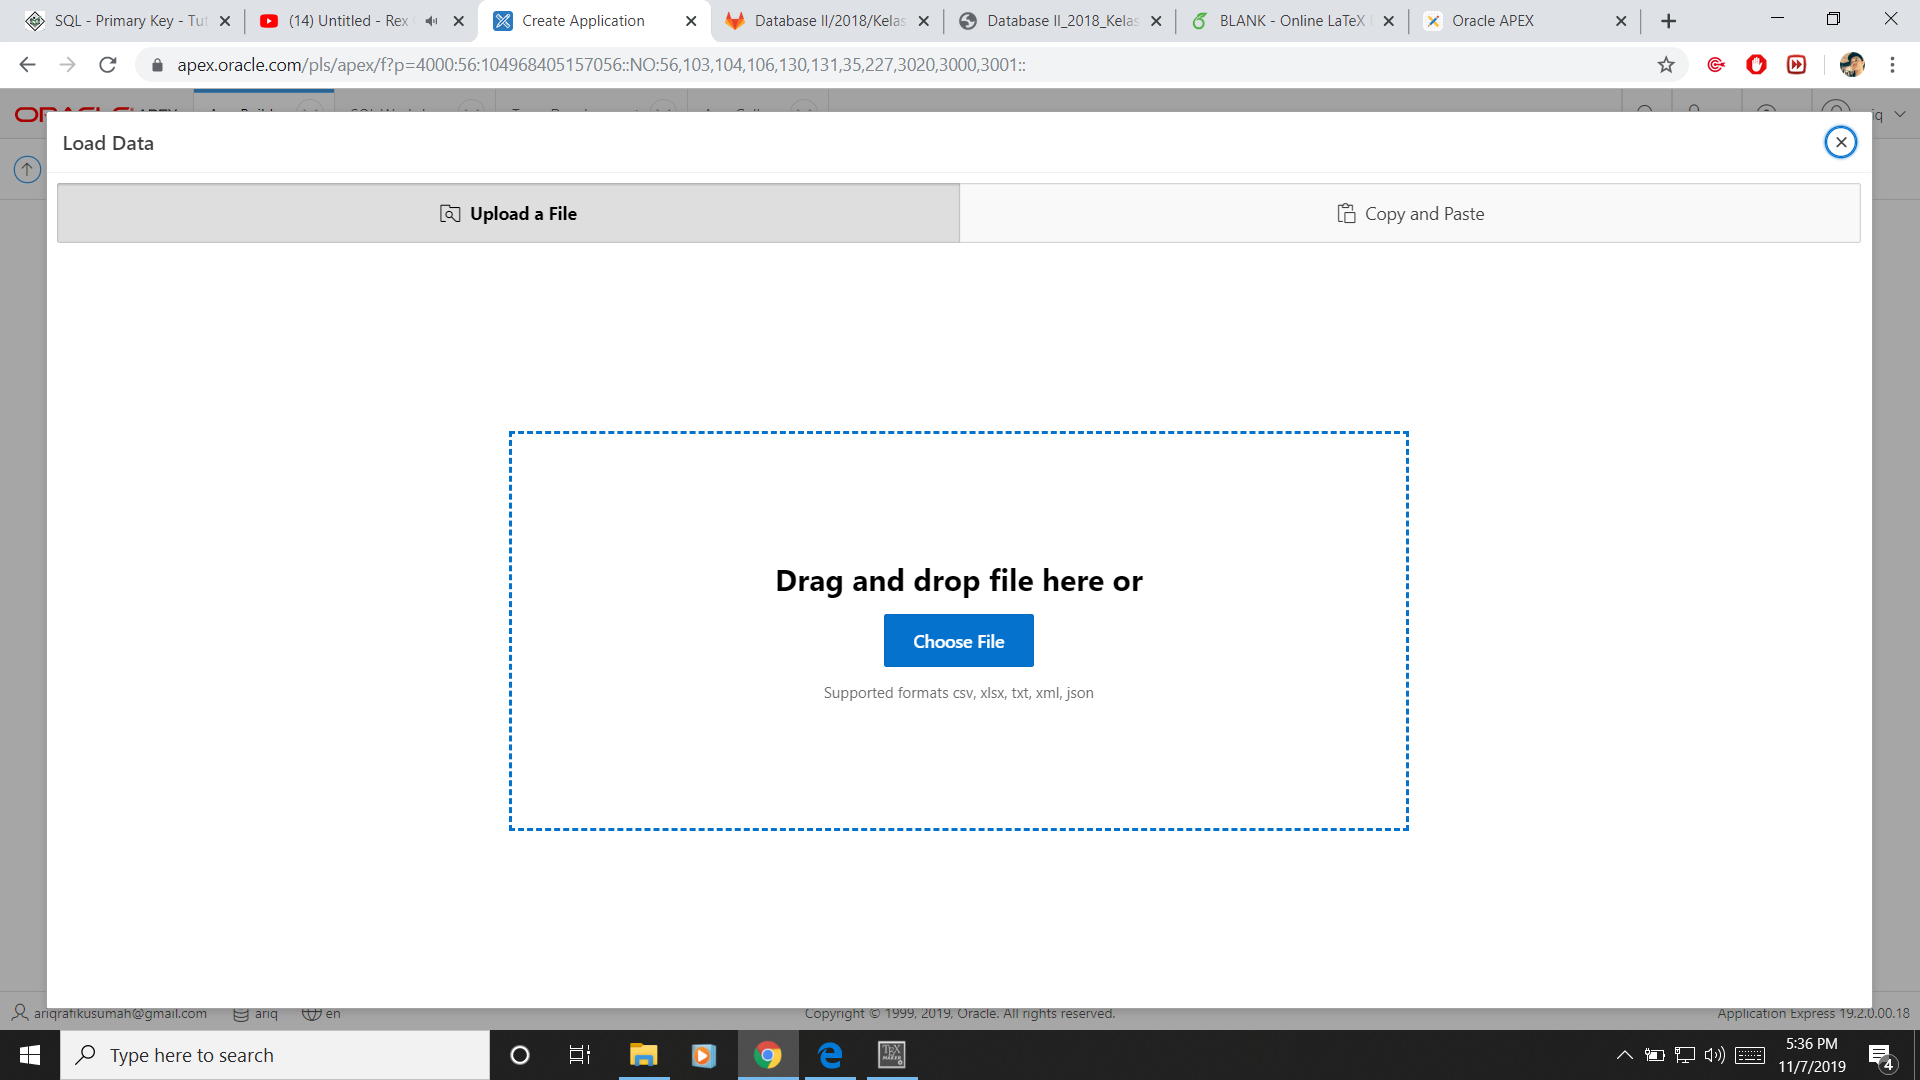 SQL - Primary Key - Tut
(14) Untitled - Rex
Create Application
Database II/2018/Kelas
Database II_2018_Kelas
BLANK - Online LaTeX
Oracle APEX
apex.oracle.com/pls/apex/f?p=4000:56:104968405157056::NO:56,103,104,106,130,131,35,227,3020,3000,3001::
Load Data
Upload a File
Copy and Paste
Drag and drop file here or
Choose File
Supported formats csv, xlsx, txt, xml, json
ariqrafikusumah@gmail.com
ariq
en
Copyright © 1999, 2019, Oracle. All rights reserved.
Application Express 19.2.0.00.18
Type here to search
5:36 PM
11/7/2019
4